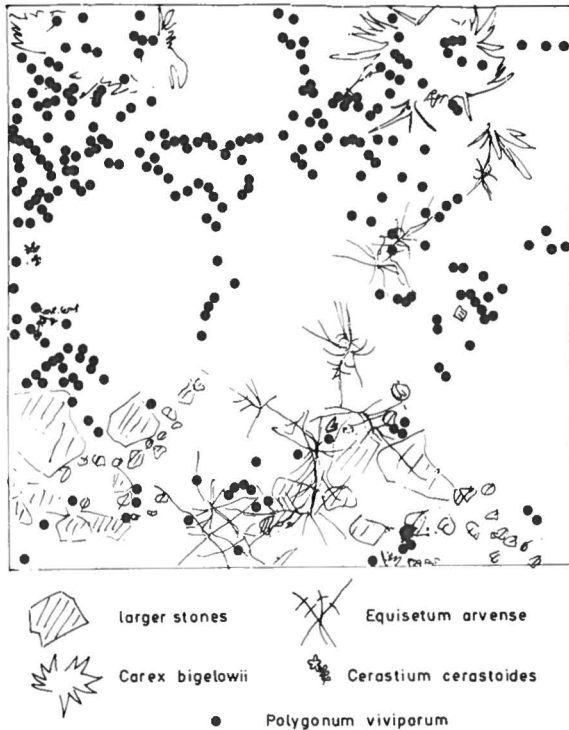 larger stones
Equisetum arvense
Carex bigelowii
Cerastium cerastoides
Polygonum viviparum